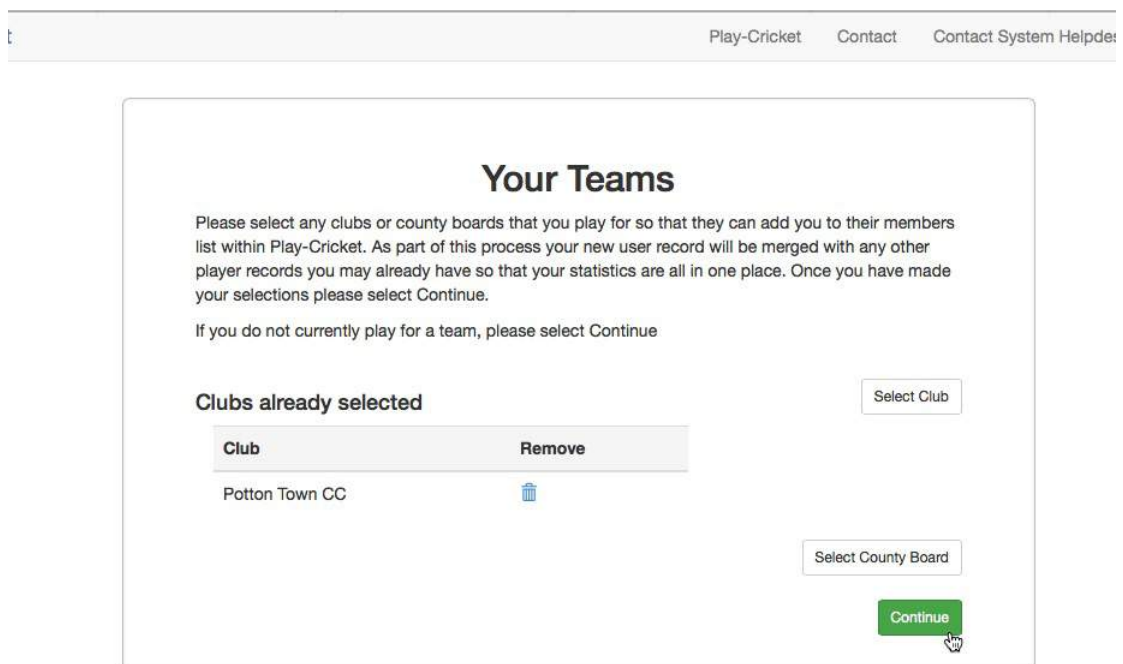 t
Play-Cricket Contact Contact System Helpdes
Your Teams
Please select any clubs or county boards that you play for so that they can add you to their members
list within Play-Cricket. As part of this process your new user record will be merged with any other
player records you may already have so that your statistics are all in one place. Once you have made
your selections please select Continue.
If you do not currently play for a team, please select Continue
Select Club
Clubs already selected
Club Remove
Potton Town CC
Select County Board
Continue